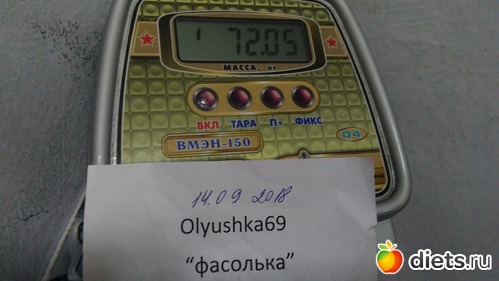 72.05
МАССА, кг
ВКЛ ТАРА П+ ФИКС
ВМЭН-150
04
14.09 2018
Olyushka69
“фасолька”
diets.ru